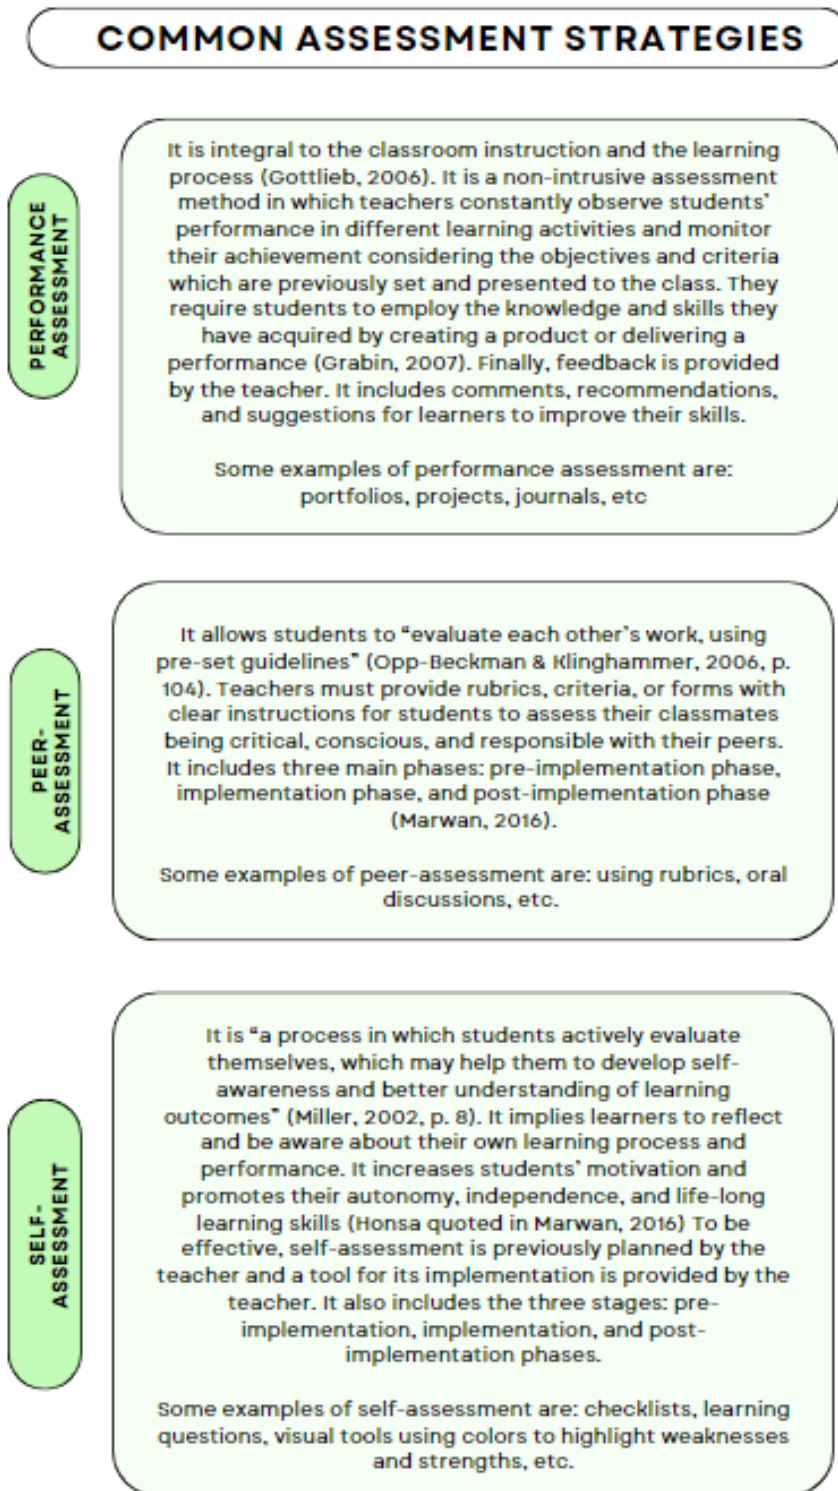 COMMON ASSESSMENT STRATEGIES
PERFORMANCE
ASSESSMENT
It is integral to the classroom instruction and the learning
process (Gottlieb, 2006). It is a non-intrusive assessment
method in which teachers constantly observe students'
performance in different learning activities and monitor
their achievement considering the objectives and criteria
which are previously set and presented to the class. They
require students to employ the knowledge and skills they
have acquired by creating a product or delivering a
performance (Grabin, 2007). Finally, feedback is provided
by the teacher. It includes comments, recommendations,
and suggestions for learners to improve their skills.
Some examples of performance assessment are:
portfolios, projects, journals, etc
PEER-
ASSESSMENT
It allows students to “evaluate each other's work, using
pre-set guidelines” (Opp-Beckman & Klinghammer, 2006, p.
104). Teachers must provide rubrics, criteria, or forms with
clear instructions for students to assess their classmates
being critical, conscious, and responsible with their peers.
It includes three main phases: pre-implementation phase,
implementation phase, and post-implementation phase
(Marwan, 2016).
Some examples of peer-assessment are: using rubrics, oral
discussions, etc.
SELF-
ASSESSMENT
It is “a process in which students actively evaluate
themselves, which may help them to develop self-
awareness and better understanding of learning
outcomes” (Miller, 2002, p. 8). It implies learners to reflect
and be aware about their own learning process and
performance. It increases students' motivation and
promotes their autonomy, independence, and life-long
learning skills (Honsa quoted in Marwan, 2016) To be
effective, self-assessment is previously planned by the
teacher and a tool for its implementation is provided by the
teacher. It also includes the three stages: pre-
implementation, implementation, and post-
implementation phases.
Some examples of self-assessment are: checklists, learning
questions, visual tools using colors to highlight weaknesses
and strengths, etc.